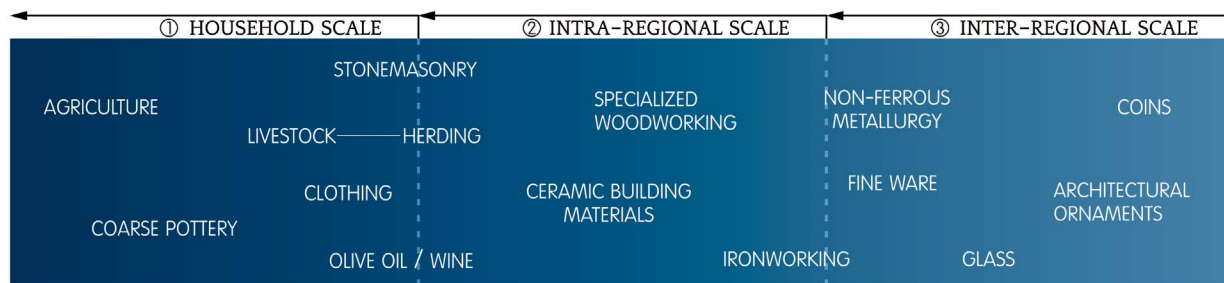 ① HOUSEHOLD SCALE
② INTRA-REGIONAL SCALE
③ INTER-REGIONAL SCALE
STONEMASONRY
AGRICULTURE
SPECIALIZED
WOODWORKING
NON-FERROUS
METALLURGY
COINS
LIVESTOCK
HERDING
CLOTHING
CERAMIC BUILDING
MATERIALS
FINE WARE
ARCHITECTURAL
ORNAMENTS
COARSE POTTERY
OLIVE OIL / WINE
IRONWORKING
GLASS